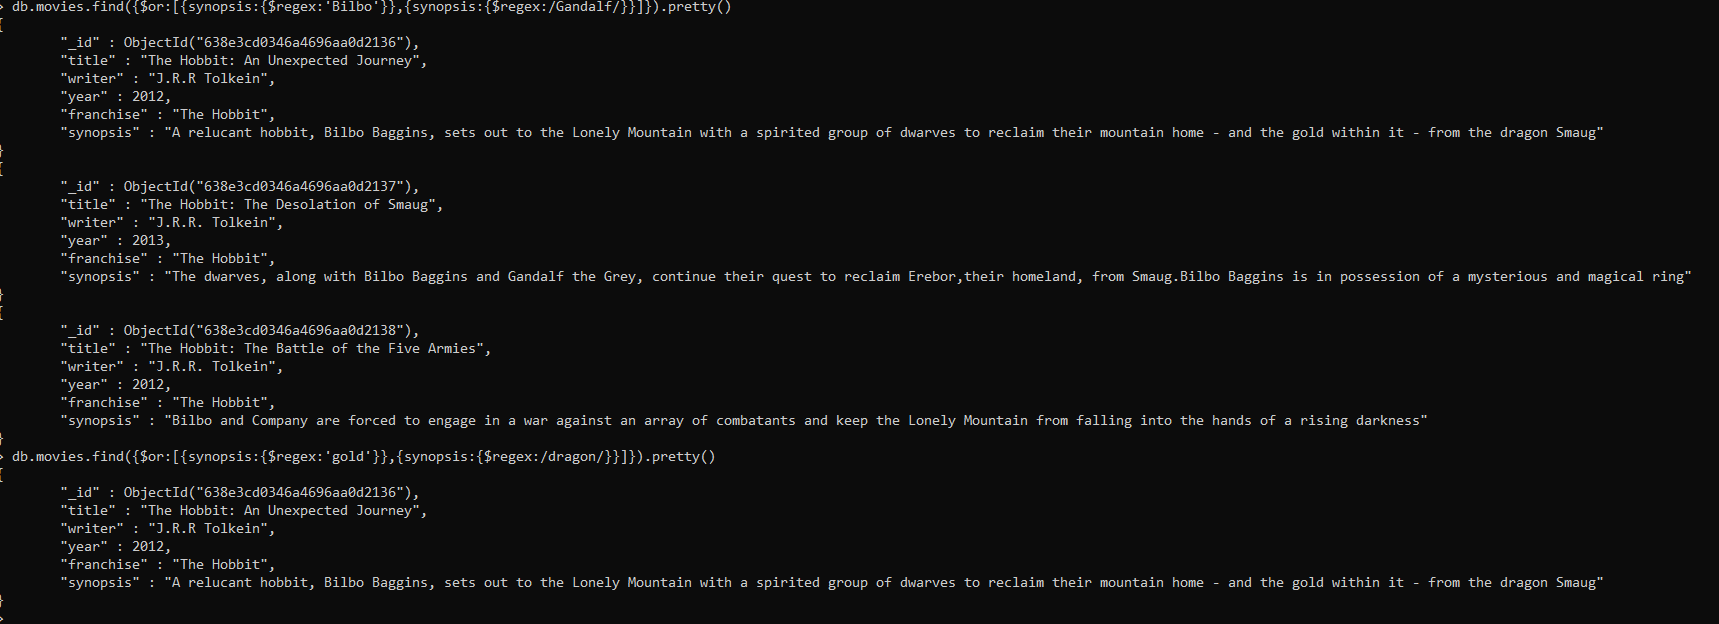 > db.movies.find({$or:[{synopsis:{$regex:'Bilbo'}},{synopsis:{$regex:/Gandalf/}}]}).pretty()
{
"_id" : ObjectId("638e3cd0346a4696aa0d2136"),
"title" : "The Hobbit: An Unexpected Journey",
"writer" : "J.R.R Tolkein",
"year" : 2012,
"franchise" : "The Hobbit",
"synopsis" : "A relucant hobbit, Bilbo Baggins, sets out to the Lonely Mountain with a spirited group of dwarves to reclaim their mountain home - and the gold within it - from the dragon Smaug"
}
{
"_id" : ObjectId("638e3cd0346a4696aa0d2137"),
"title" : "The Hobbit: The Desolation of Smaug",
"writer" : "J.R.R. Tolkein",
"year" : 2013,
"franchise" : "The Hobbit",
"synopsis" : "The dwarves, along with Bilbo Baggins and Gandalf the Grey, continue their quest to reclaim Erebor,their homeland, from Smaug.Bilbo Baggins is in possession of a mysterious and magical ring"
}
{
"_id" : ObjectId("638e3cd0346a4696aa0d2138"),
"title" : "The Hobbit: The Battle of the Five Armies",
"writer" : "J.R.R. Tolkein",
"year" : 2012,
"franchise" : "The Hobbit",
"synopsis" : "Bilbo and Company are forced to engage in a war against an array of combatants and keep the Lonely Mountain from falling into the hands of a rising darkness"
}
> db.movies.find({$or:[{synopsis:{$regex:'gold'}},{synopsis:{$regex:/dragon/}}]}).pretty()
{
"_id" : ObjectId("638e3cd0346a4696aa0d2136"),
"title" : "The Hobbit: An Unexpected Journey",
"writer" : "J.R.R Tolkein",
"year" : 2012,
"franchise" : "The Hobbit",
"synopsis" : "A relucant hobbit, Bilbo Baggins, sets out to the Lonely Mountain with a spirited group of dwarves to reclaim their mountain home - and the gold within it - from the dragon Smaug"
}
>